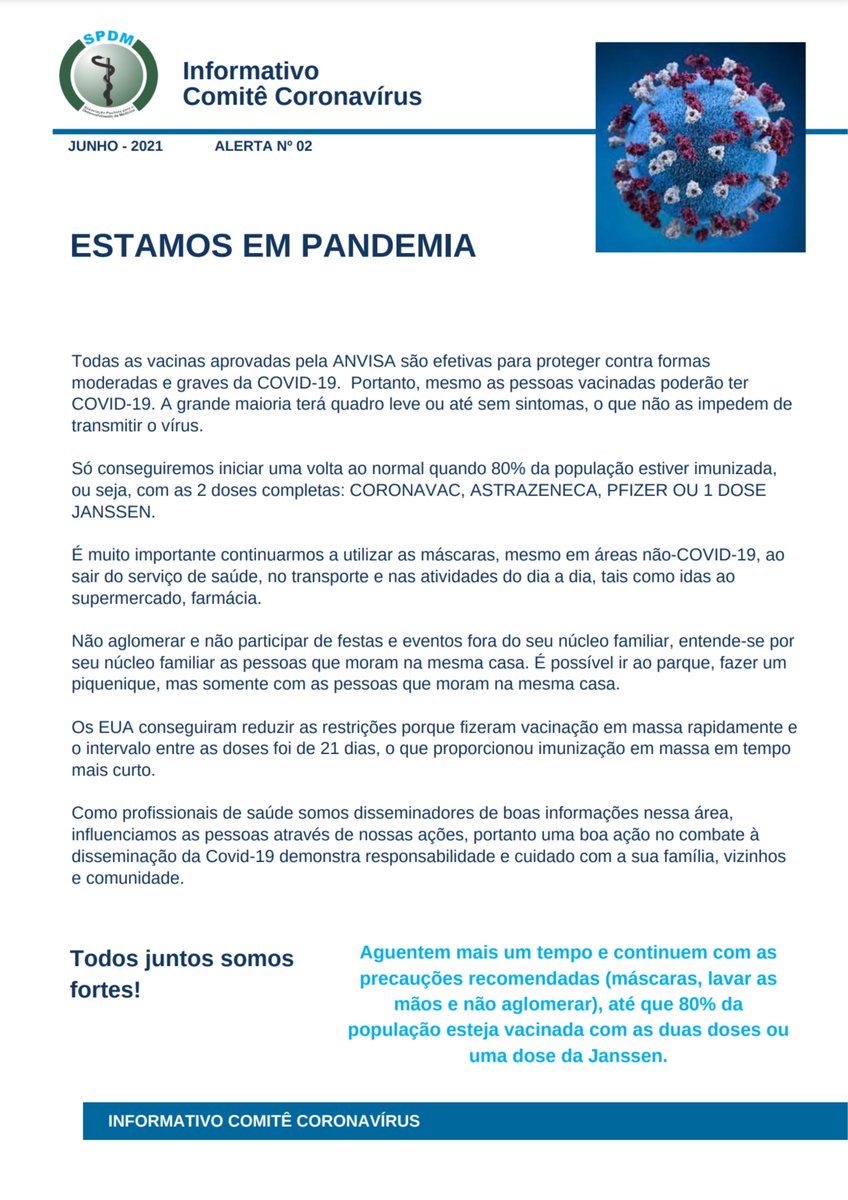 SPDM
Associação Paulista para o
Desenvolvimento da Medicina
Informativo
Comitê Coronavírus
JUNHO - 2021 ALERTA Nº 02
ESTAMOS EM PANDEMIA
Todas as vacinas aprovadas pela ANVISA são efetivas para proteger contra formas
moderadas e graves da COVID-19.  Portanto, mesmo as pessoas vacinadas poderão ter
COVID-19. A grande maioria terá quadro leve ou até sem sintomas, o que não as impedem de
transmitir o vírus.
Só conseguiremos iniciar uma volta ao normal quando 80% da população estiver imunizada,
ou seja, com as 2 doses completas: CORONAVAC, ASTRAZENECA, PFIZER OU 1 DOSE
JANSSEN.
É muito importante continuarmos a utilizar as máscaras, mesmo em áreas não-COVID-19, ao
sair do serviço de saúde, no transporte e nas atividades do dia a dia, tais como idas ao
supermercado, farmácia.
Não aglomerar e não participar de festas e eventos fora do seu núcleo familiar, entende-se por
seu núcleo familiar as pessoas que moram na mesma casa. É possível ir ao parque, fazer um
piquenique, mas somente com as pessoas que moram na mesma casa.
Os EUA conseguiram reduzir as restrições porque fizeram vacinação em massa rapidamente e
o intervalo entre as doses foi de 21 dias, o que proporcionou imunização em massa em tempo
mais curto.
Como profissionais de saúde somos disseminadores de boas informações nessa área,
influenciamos as pessoas através de nossas ações, portanto uma boa ação no combate à
disseminação da Covid-19 demonstra responsabilidade e cuidado com a sua família, vizinhos
e comunidade.
Todos juntos somos
fortes!
Aguentem mais um tempo e continuem com as
precauções recomendadas (máscaras, lavar as
mãos e não aglomerar), até que 80% da
população esteja vacinada com as duas doses ou
uma dose da Janssen.
INFORMATIVO COMITÊ CORONAVÍRUS